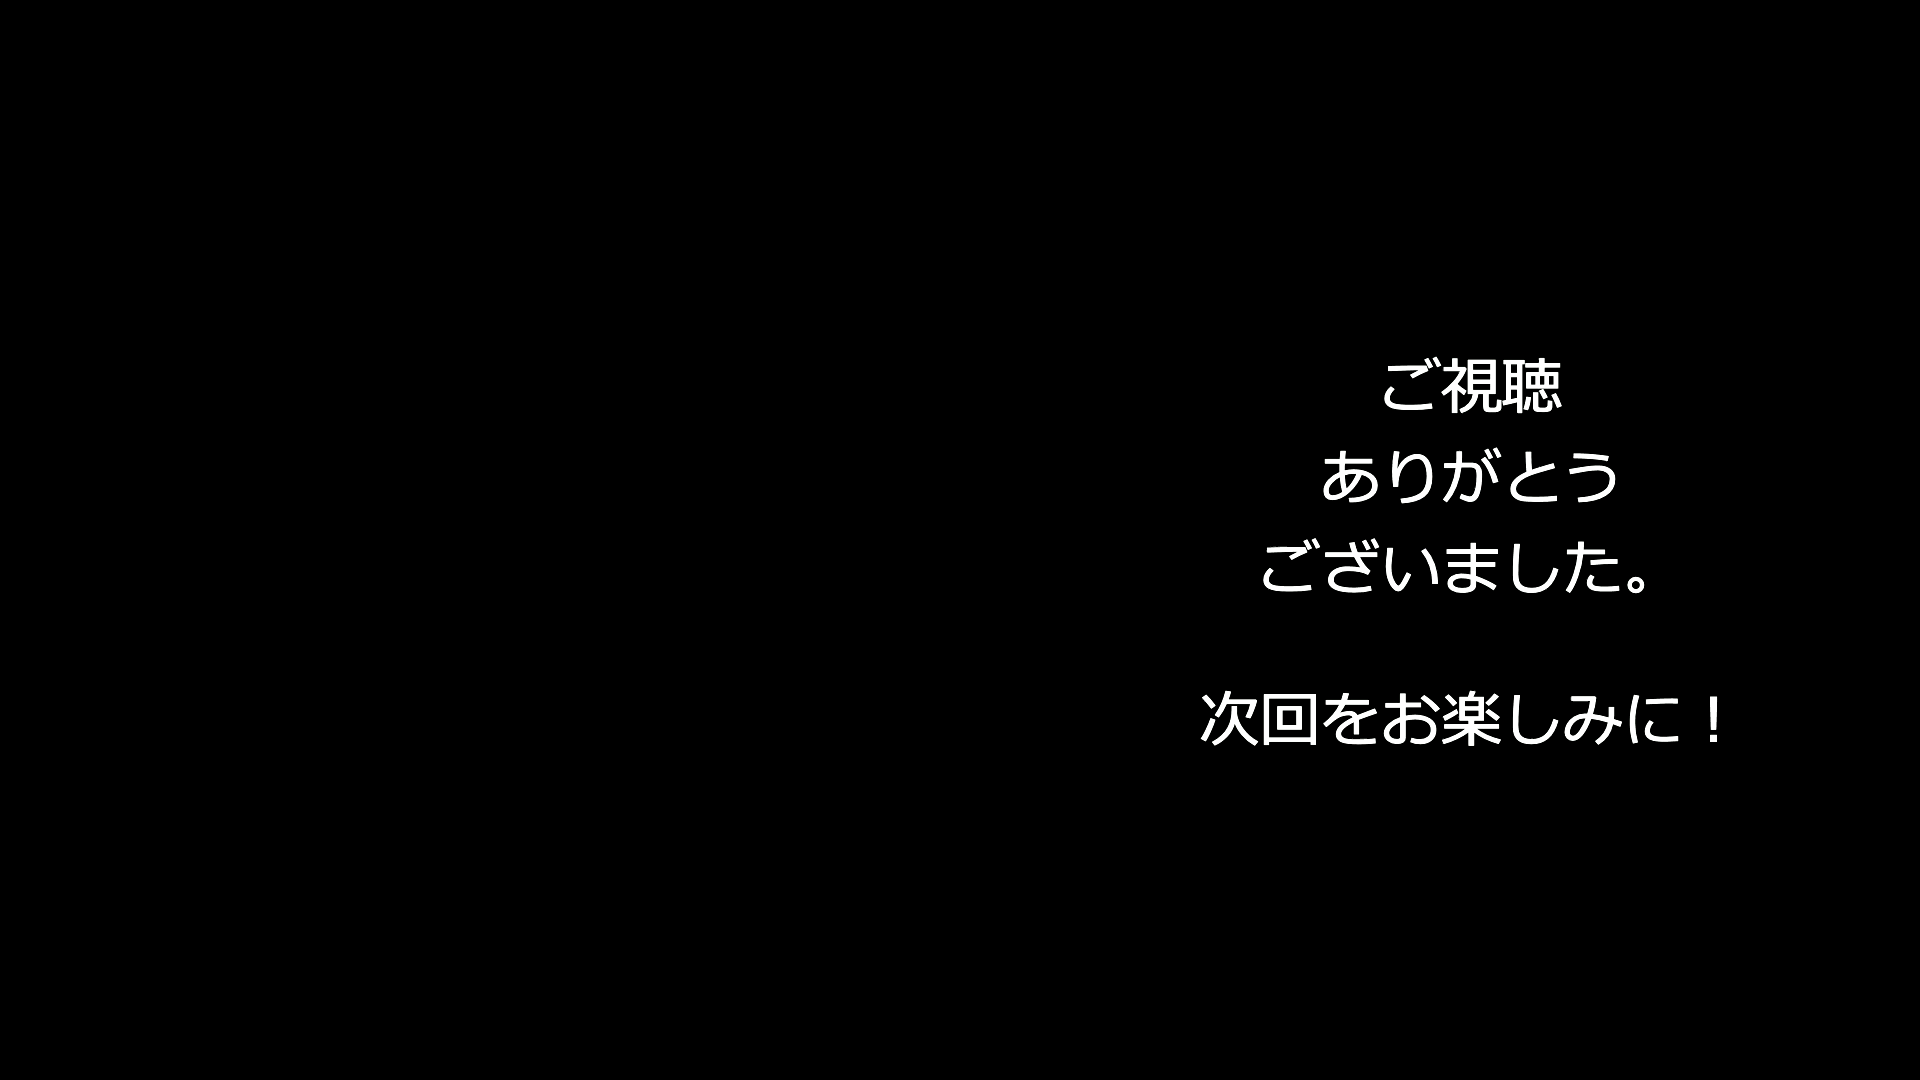 ご視聴
ありがとう
ございました。
次回をお楽しみに！